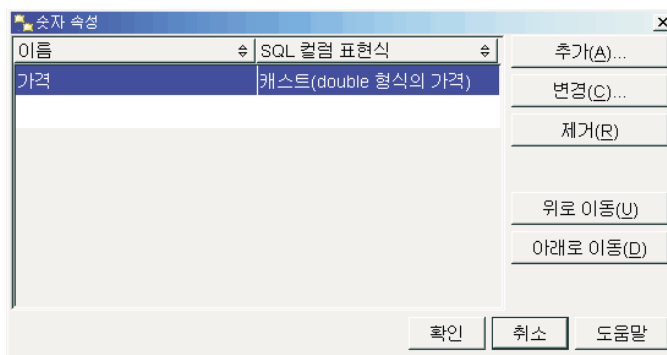 숫자 속성
이름 SQL 컬럼 표현식
가격 캐스트(double 형식의 가격)
추가(A)...
변경(C)...
제거(R)
위로 이동(U)
아래로 이동(D)
확인 취소 도움말